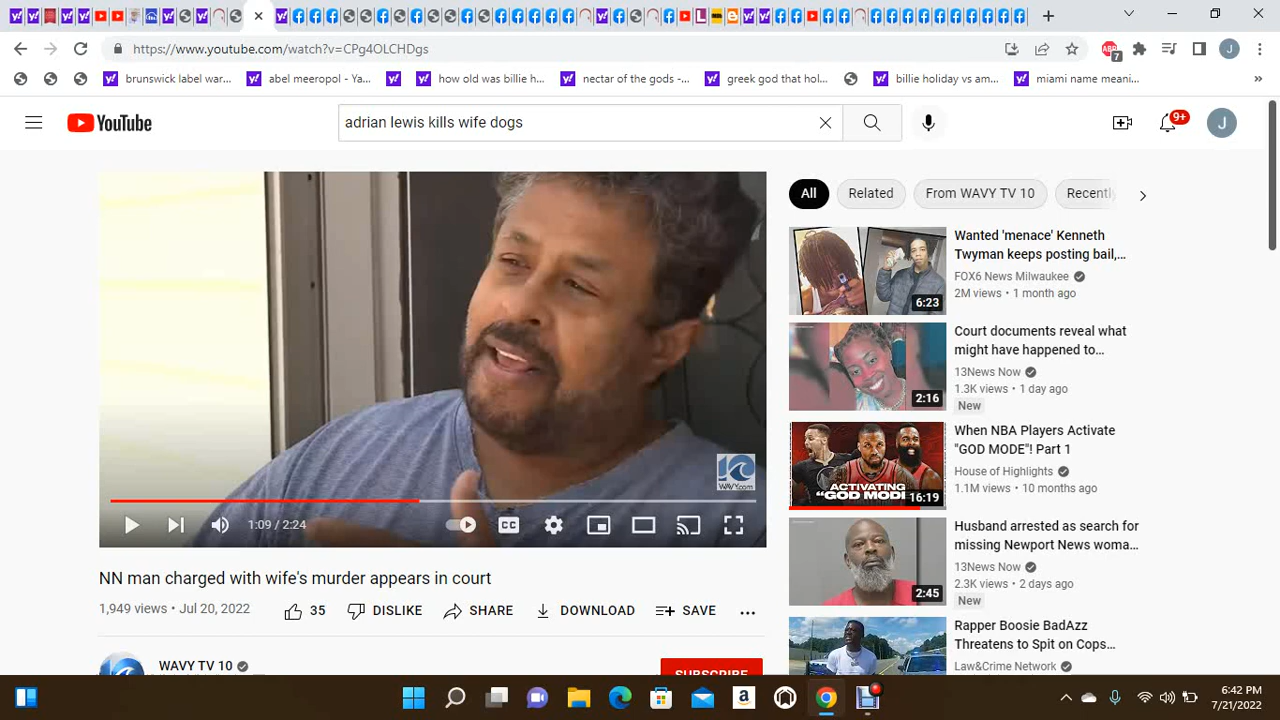 https://www.youtube.com/watch?v=CPg4OLCHDgs
7
J
brunswick label war...
abel meeropol - Ya...
how old was billie h...
nectar of the gods -...
greek god that hol...
billie holiday vs am...
miami name meani...
YouTube
adrian lewis kills wife dogs
9+
J
All
Related
From WAVY TV 10
Recently
WAVY.com
1:09 / 2:24
CC
NN man charged with wife's murder appears in court
1,949 views • Jul 20, 2022
35
DISLIKE
SHARE
DOWNLOAD
SAVE
WAVY TV 10
SUBSCRIBE
Wanted 'menace' Kenneth
Twyman keeps posting bail,...
FOX6 News Milwaukee
2M views • 1 month ago
6:23
Court documents reveal what
might have happened to...
13News Now
1.3K views • 1 day ago
New
2:16
When NBA Players Activate
"GOD MODE"! Part 1
House of Highlights
1.1M views • 10 months ago
ACTIVATING
16:19
Husband arrested as search for
missing Newport News woma...
13News Now
2.3K views • 2 days ago
New
2:45
Rapper Boosie BadAzz
Threatens to Spit on Cops...
Law&Crime Network
6:42 PM
7/21/2022